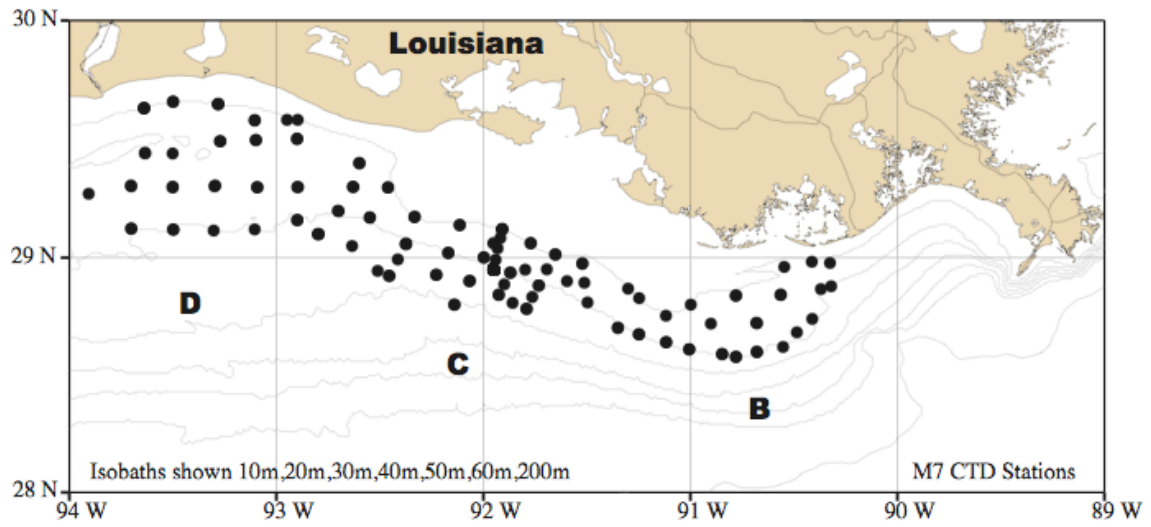 30 N
Louisiana
29 N
D
C
B
Isobaths shown 10m,20m,30m,40m,50m,60m,200m
M7 CTD Stations
28 N
94 W
93 W
92 W
91 W
90 W
89 W